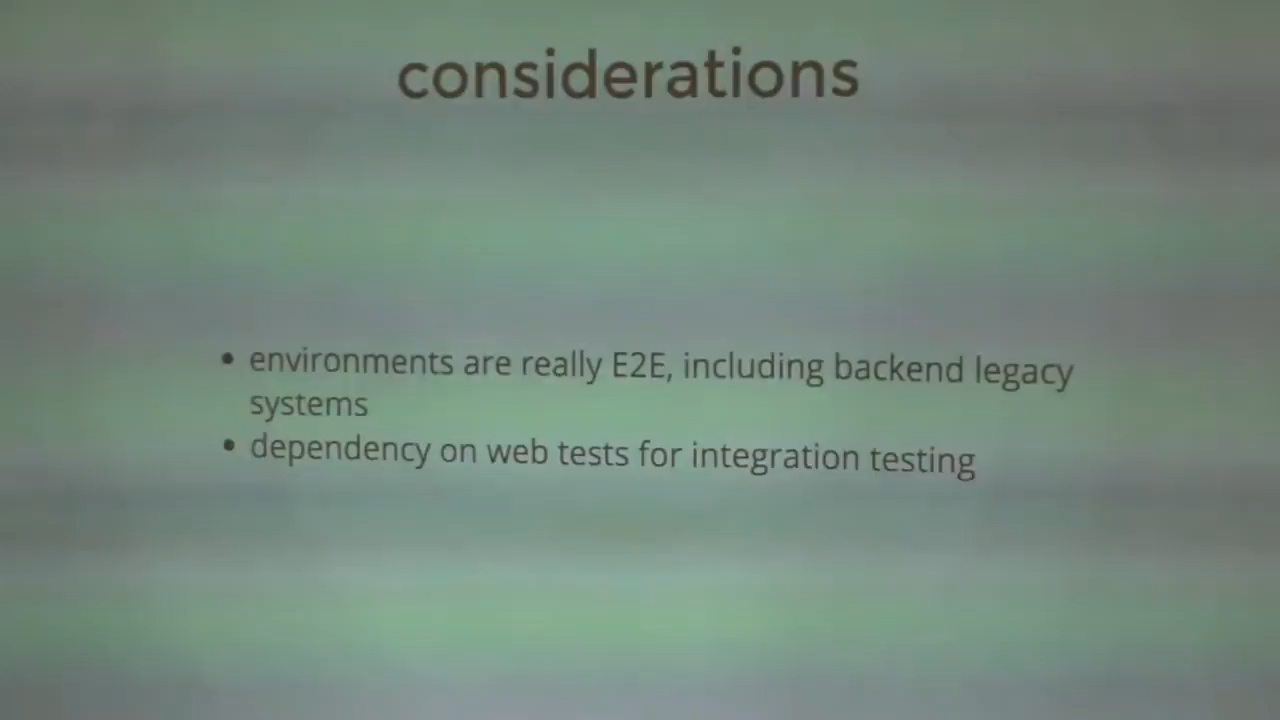 considerations
• environments are really E2E, including backend legacy
systems
• dependency on web tests for integration testing